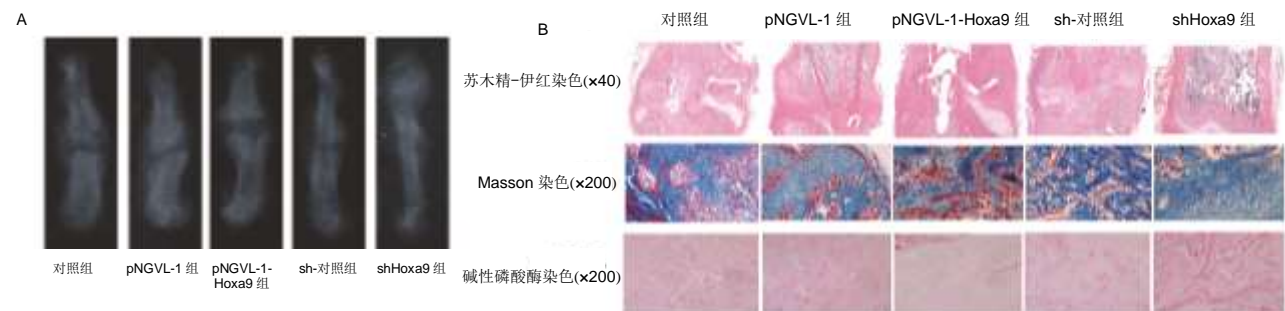 A
对照组
pNGVL-1 组
pNGVL-1-
Hoxa9 组
sh-对照组
shHoxa9 组
B
对照组
pNGVL-1 组
pNGVL-1-Hoxa9 组
sh-对照组
shHoxa9 组
苏木精-伊红染色(×40)
Masson 染色(×200)
碱性磷酸酶染色(×200)